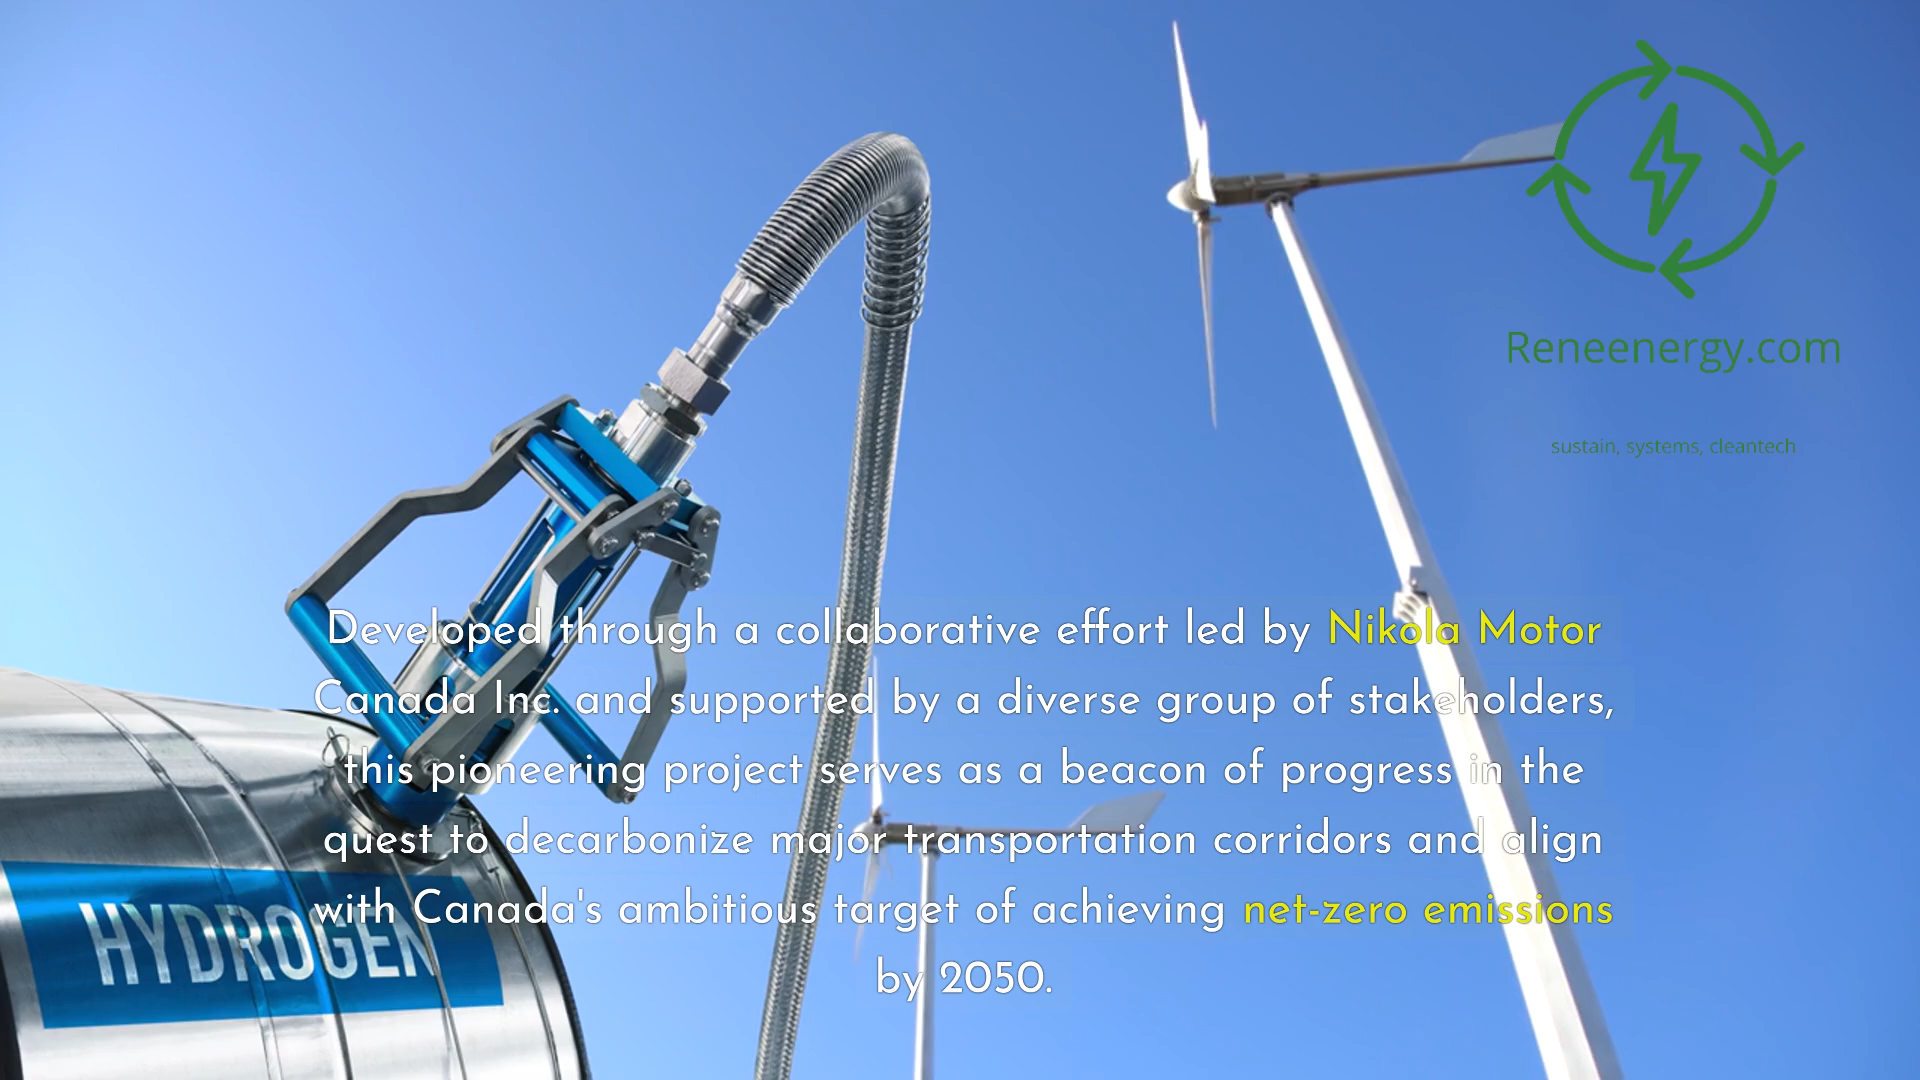 Reneenergy.com
sustain, systems, cleantech
Developed through a collaborative effort led by Nikola Motor
Canada Inc. and supported by a diverse group of stakeholders,
this pioneering project serves as a beacon of progress in the
quest to decarbonize major transportation corridors and align
with Canada's ambitious target of achieving net-zero emissions
by 2050.
HYDROGEN